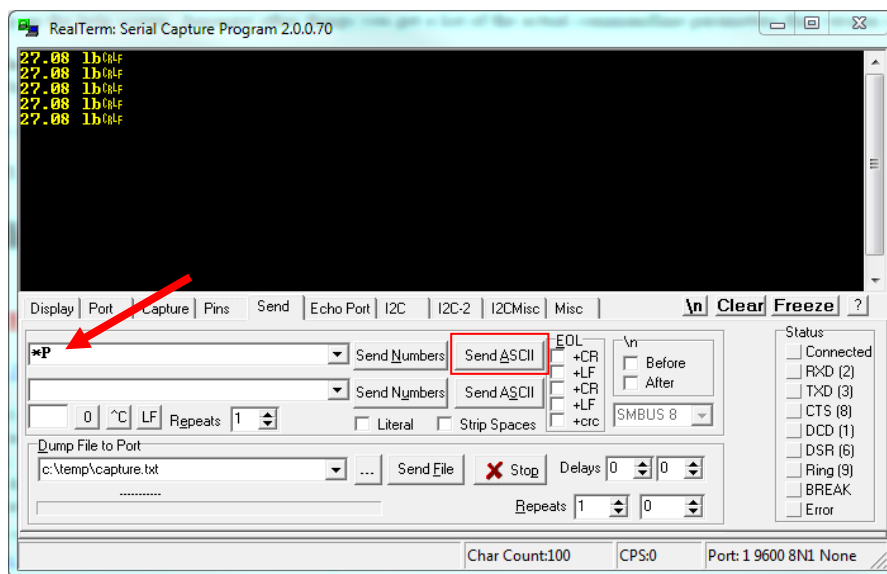 RealTerm: Serial Capture Program 2.0.0.70
27.08 lbCRLF
27.08 lbCRLF
27.08 lbCRLF
27.08 lbCRLF
27.08 lbCRLF
Display Port Capture Pins Send Echo Port I2C I2C-2 I2CMisc Misc \n Clear Freeze ?
*P Send Numbers Send ASCII
EOL
+CR
+LF
+CR
+LF
+crc
\n
Before
After
Send Numbers Send ASCII
0 ^C LF Repeats 1 Literal Strip Spaces SMBUS 8
Dump File to Port
c:\temp\capture.txt ... Send File Stop Delays 0 0
-----------
Repeats 1 0
Status
Connected
RXD (2)
TXD (3)
CTS (8)
DCD (1)
DSR (6)
Ring (9)
BREAK
Error
Char Count:100 CPS:0 Port: 1 9600 8N1 None